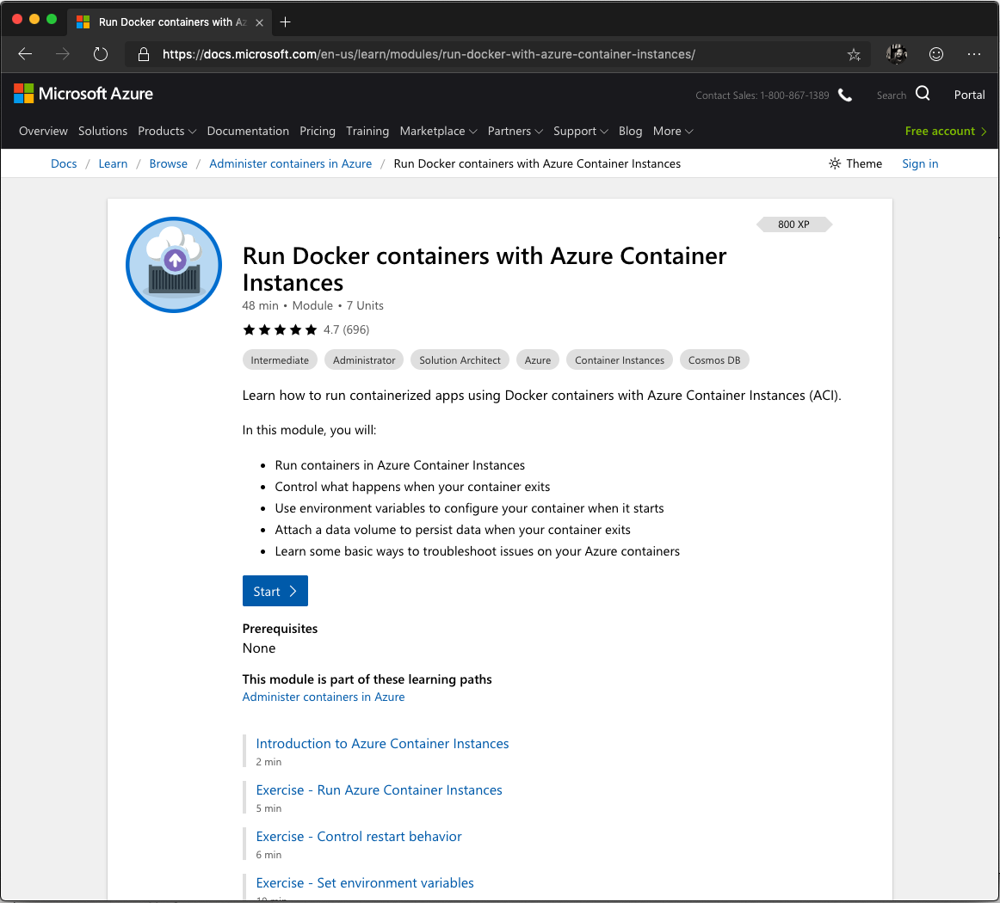 Run Docker containers with Az
https://docs.microsoft.com/en-us/learn/modules/run-docker-with-azure-container-instances/
Microsoft Azure
Contact Sales: 1-800-867-1389
Search
Portal
Overview Solutions Products Documentation Pricing Training Marketplace Partners Support Blog More
Free account
Docs / Learn / Browse / Administer containers in Azure / Run Docker containers with Azure Container Instances
Theme
Sign in
800 XP
Run Docker containers with Azure Container
Instances
48 min • Module • 7 Units
4.7 (696)
Intermediate Administrator Solution Architect Azure Container Instances Cosmos DB
Learn how to run containerized apps using Docker containers with Azure Container Instances (ACI).
In this module, you will:
• Run containers in Azure Container Instances
• Control what happens when your container exits
• Use environment variables to configure your container when it starts
• Attach a data volume to persist data when your container exits
• Learn some basic ways to troubleshoot issues on your Azure containers
Start
Prerequisites
None
This module is part of these learning paths
Administer containers in Azure
Introduction to Azure Container Instances
2 min
Exercise - Run Azure Container Instances
5 min
Exercise - Control restart behavior
6 min
Exercise - Set environment variables